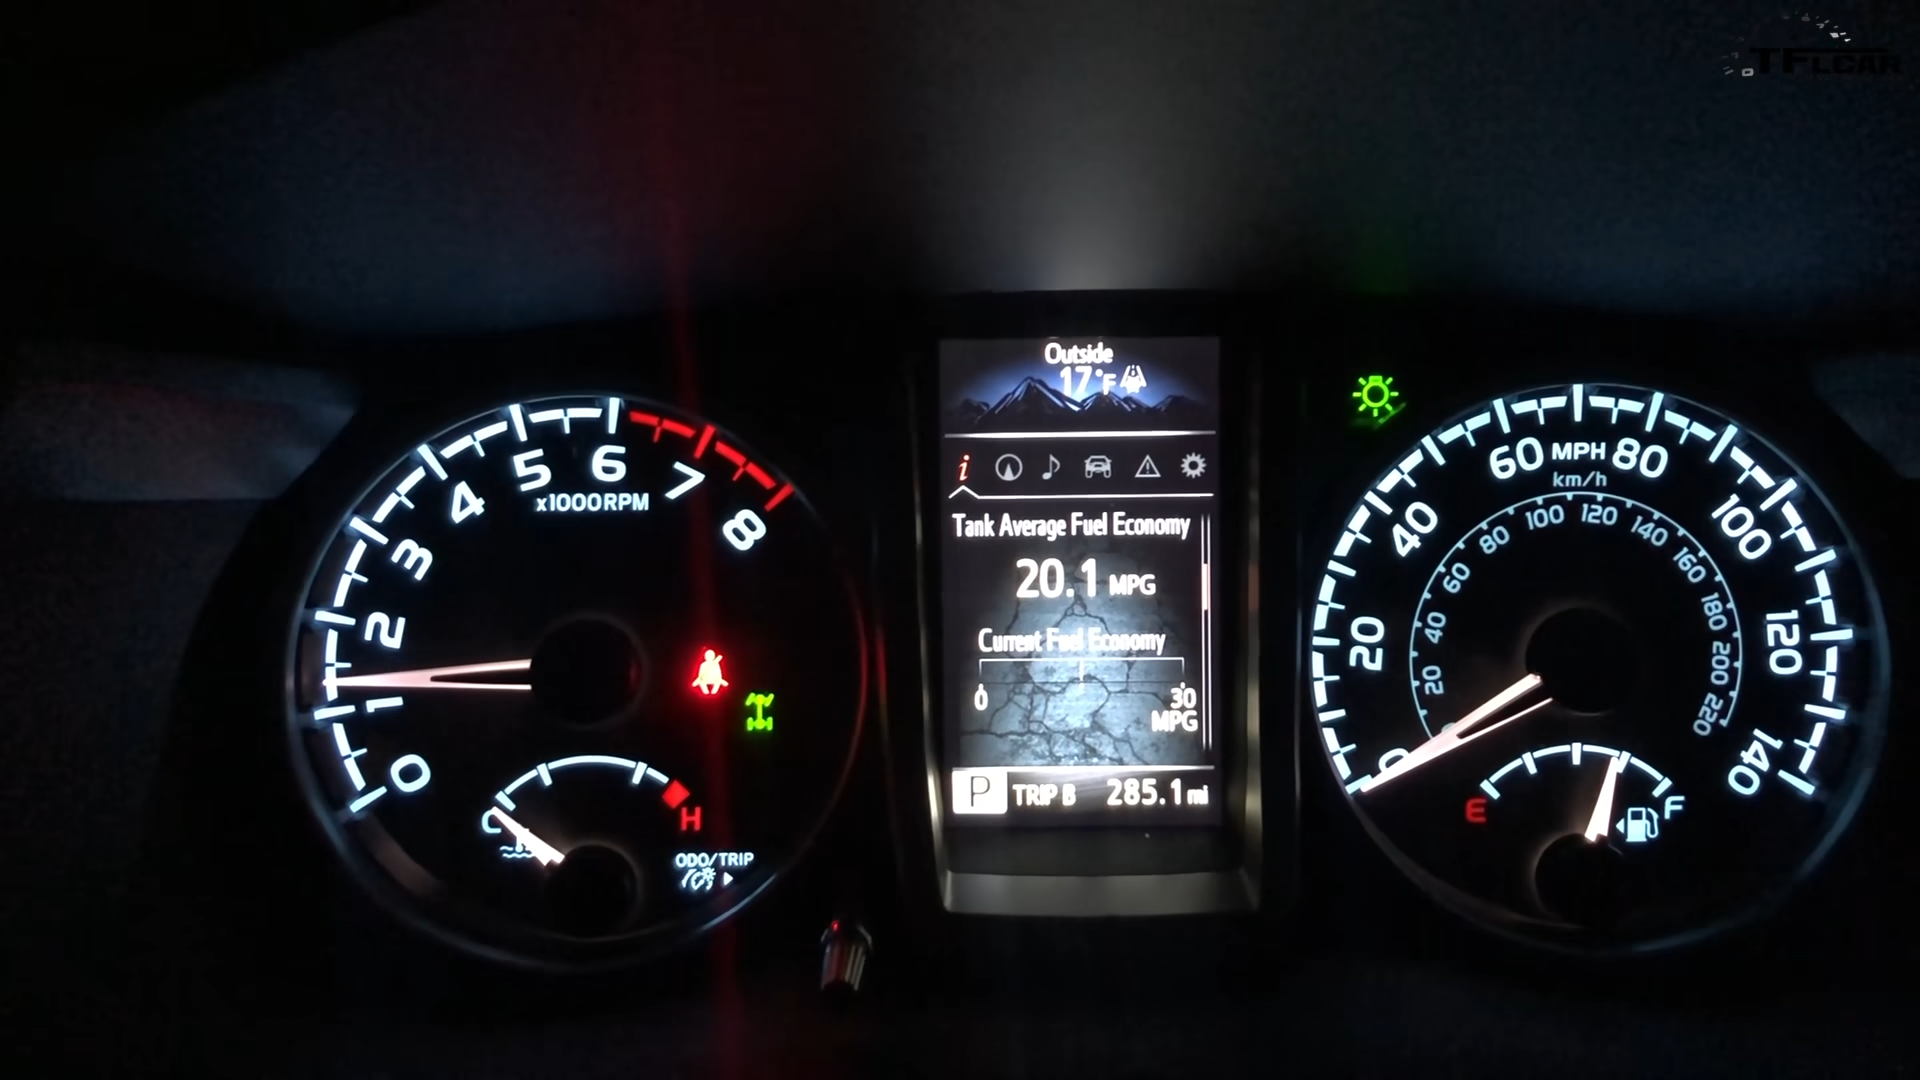 TFLCAR
Outside
17°F
i
Tank Average Fuel Economy
20.1 MPG
Current Fuel Economy
0 30
MPG
P TRIP B 285.1 mi
0 1 2 3 4 5 6 7 8
x1000RPM
C H
ODO/TRIP
0 20 40 60 MPH 80 100 120 140
km/h
20 40 60 80 100 120 140 160 180 200 220
E F